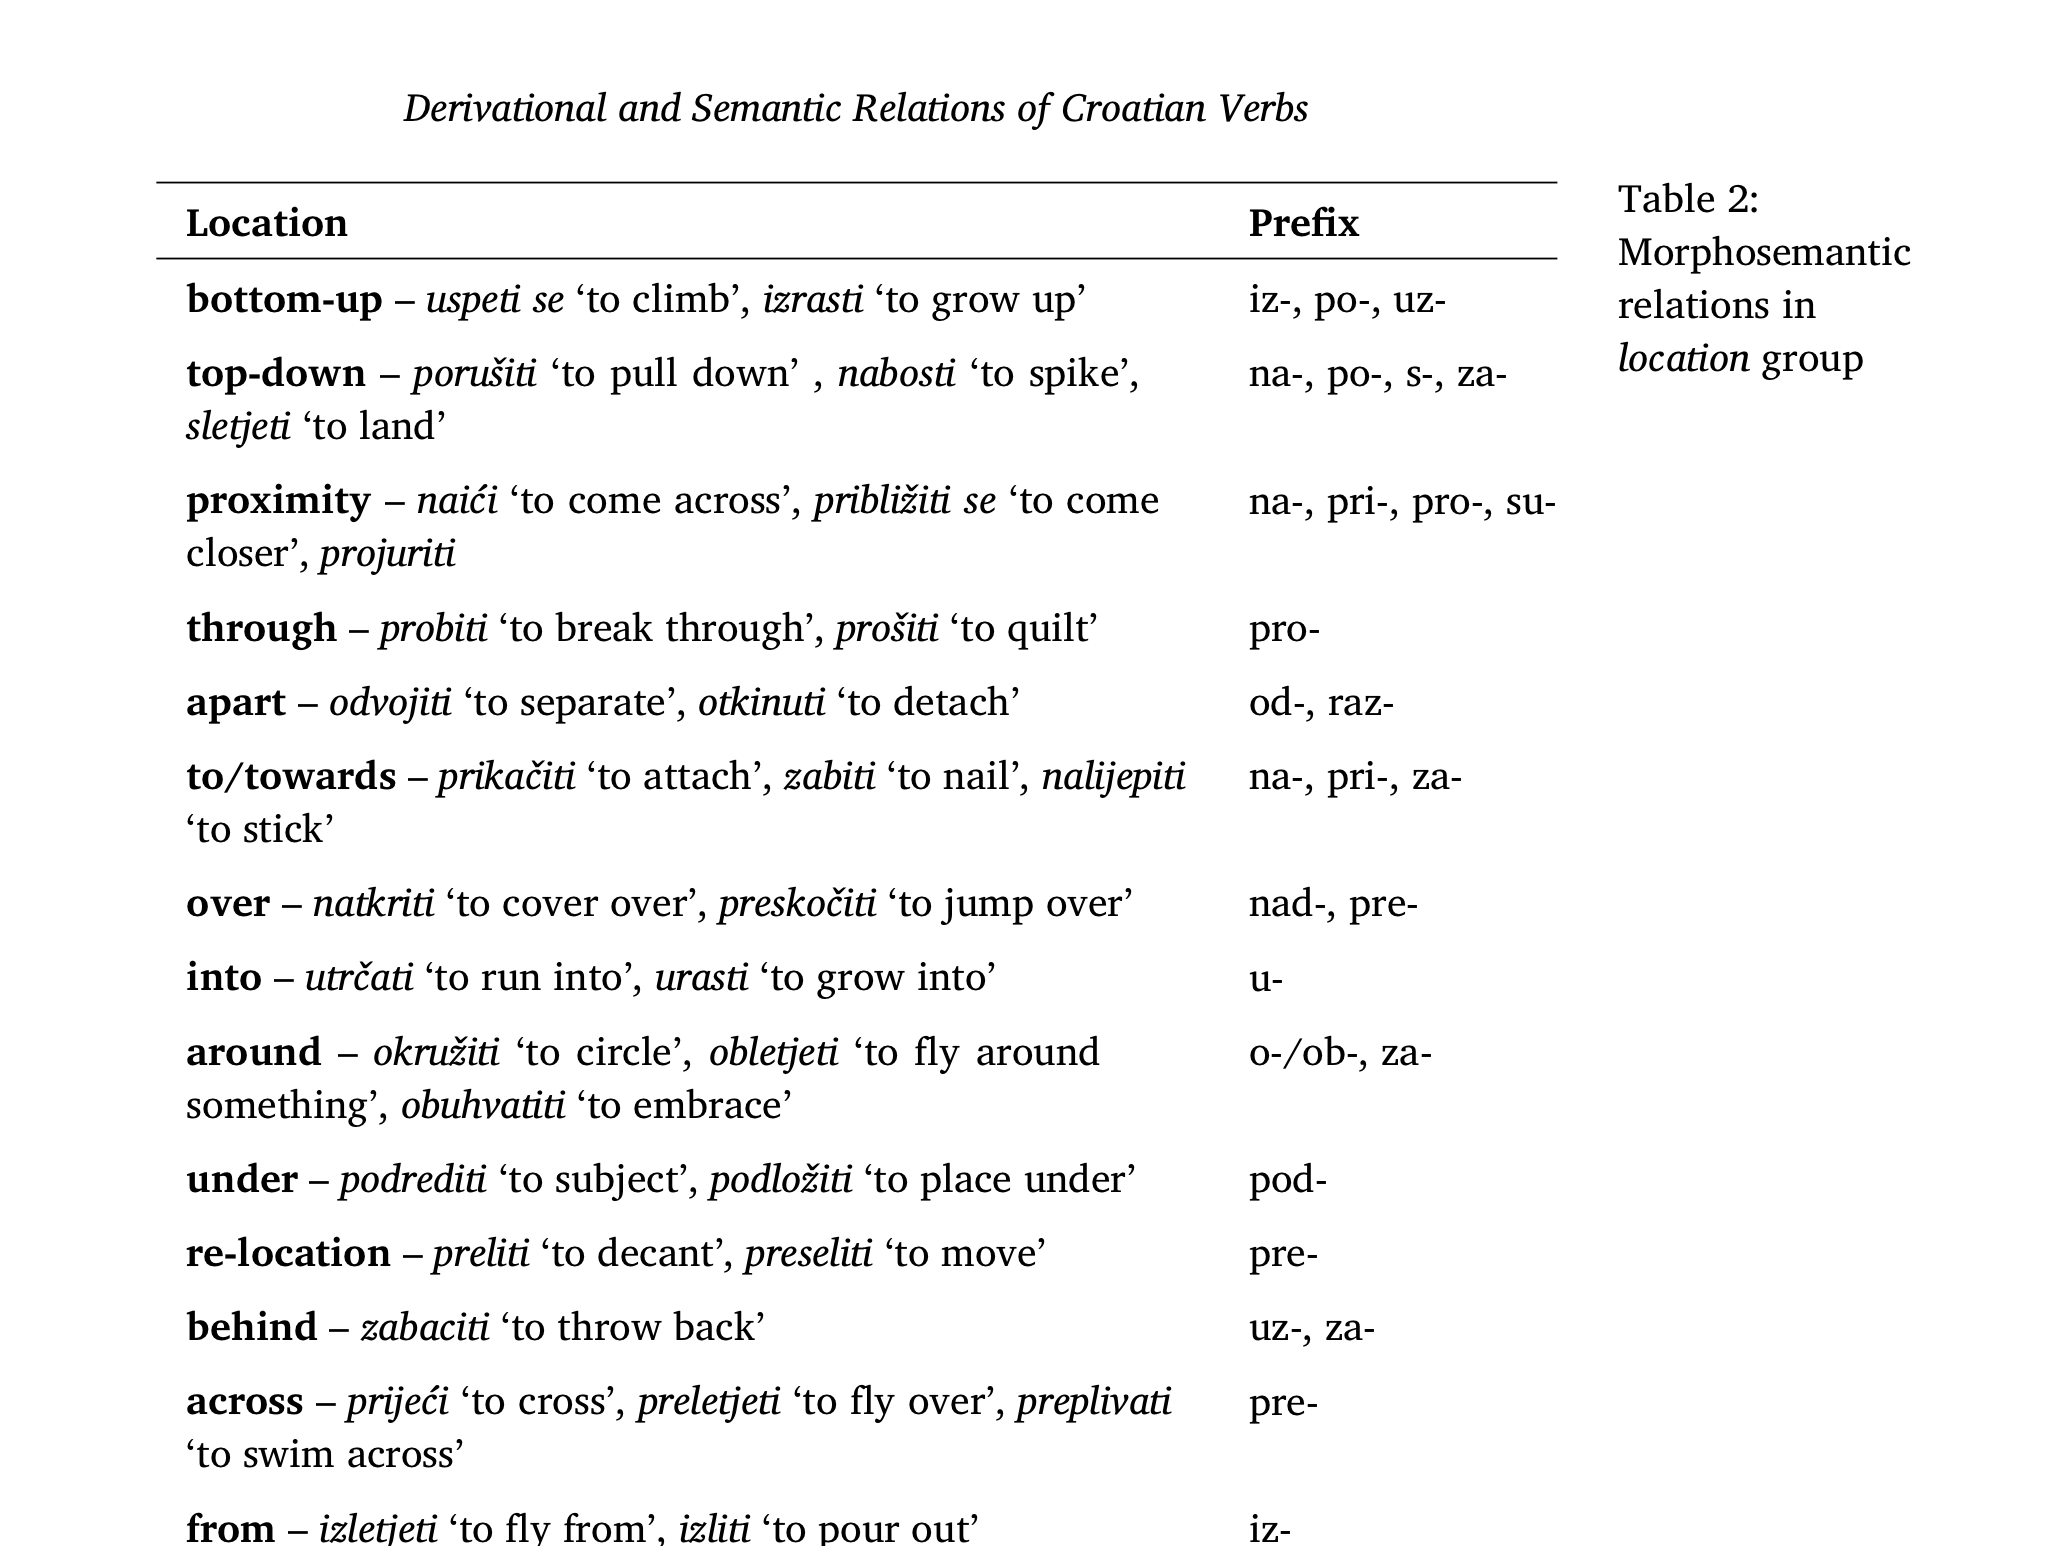 Derivational and Semantic Relations of Croatian Verbs
Location Prefix
bottom-up – uspeti se ‘to climb’, izrasti ‘to grow up’ iz-, po-, uz-
top-down – porušiti ‘to pull down’ , nabosti ‘to spike’, na-, po-, s-, za-
sletjeti ‘to land’
proximity – naići ‘to come across’, približiti se ‘to come na-, pri-, pro-, su-
closer’, projuriti
through – probiti ‘to break through’, prošiti ‘to quilt’ pro-
apart – odvojiti ‘to separate’, otkinuti ‘to detach’ od-, raz-
to/towards – prikačiti ‘to attach’, zabiti ‘to nail’, nalijepiti na-, pri-, za-
‘to stick’
over – natkriti ‘to cover over’, preskočiti ‘to jump over’ nad-, pre-
into – utrčati ‘to run into’, urasti ‘to grow into’ u-
around – okružiti ‘to circle’, obletjeti ‘to fly around o-/ob-, za-
something’, obuhvatiti ‘to embrace’
under – podrediti ‘to subject’, podložiti ‘to place under’ pod-
re-location – preliti ‘to decant’, preseliti ‘to move’ pre-
behind – zabaciti ‘to throw back’ uz-, za-
across – prijeći ‘to cross’, preletjeti ‘to fly over’, preplivati pre-
‘to swim across’
from – izletjeti ‘to fly from’, izliti ‘to pour out’ iz-
Table 2:
Morphosemantic
relations in
location group